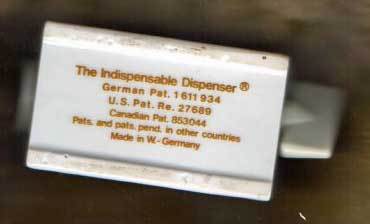 The Indispensable Dispenser ®
German Pat. 1611934
U.S. Pat. Re. 27689
Canadian Pat. 853044
Pats. and pats. pend. in other countries
Made in W.-Germany